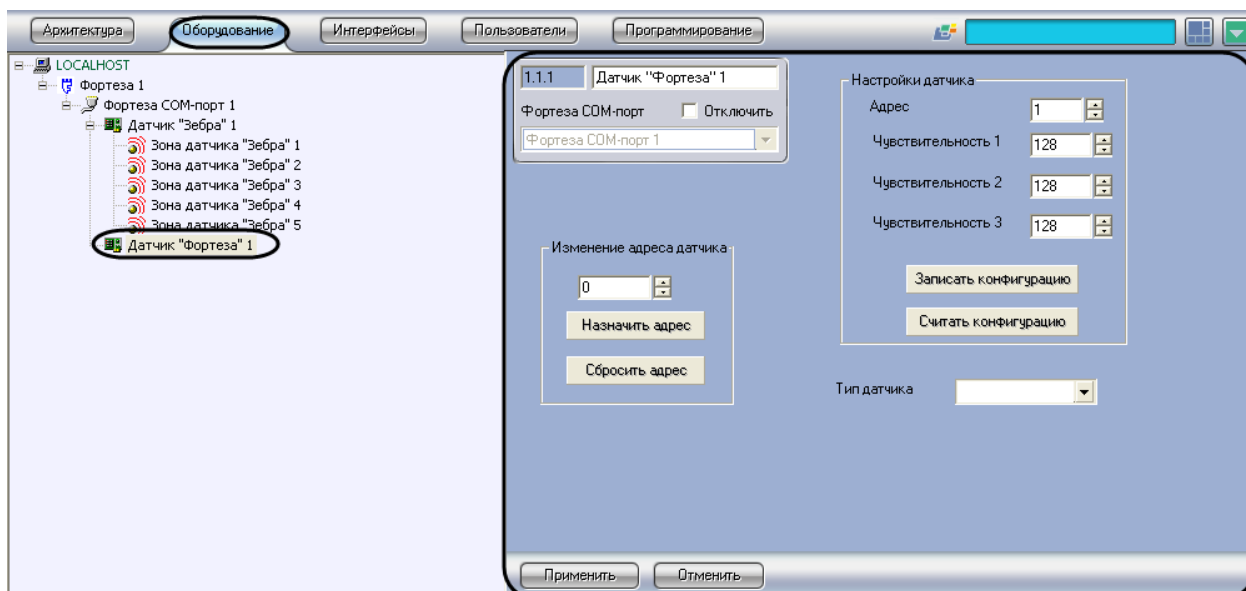 Архитектура Оборудование Интерфейсы Пользователи Программирование
LOCALHOST
Фортеза 1
Фортеза COM-порт 1
Датчик "Зебра" 1
Зона датчика "Зебра" 1
Зона датчика "Зебра" 2
Зона датчика "Зебра" 3
Зона датчика "Зебра" 4
Зона датчика "Зебра" 5
Датчик "Фортеза" 1
1.1.1 Датчик "Фортеза" 1
Фортеза COM-порт Отключить
Фортеза COM-порт 1
Изменение адреса датчика
0
Назначить адрес
Сбросить адрес
Настройки датчика
Адрес 1
Чувствительность 1 128
Чувствительность 2 128
Чувствительность 3 128
Записать конфигурацию
Считать конфигурацию
Тип датчика
Применить Отменить